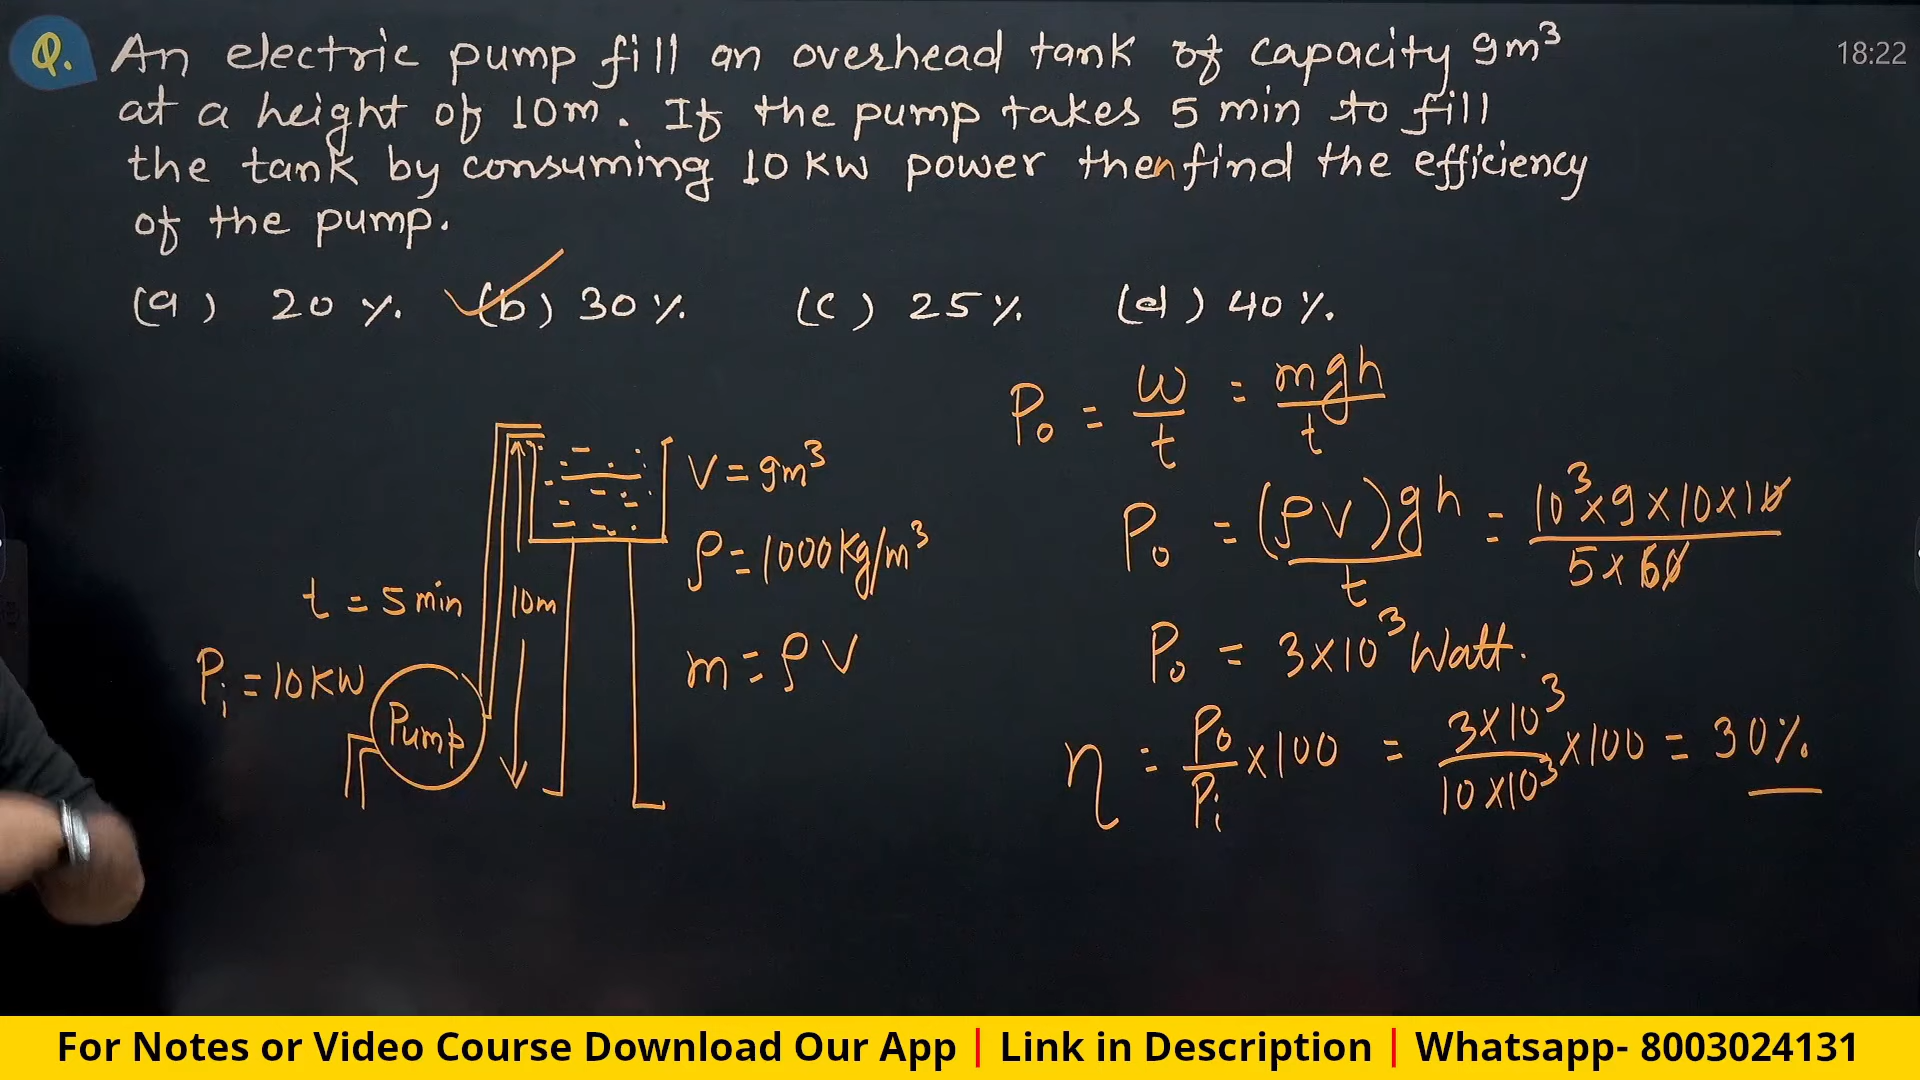 Q. An electric pump fill an overhead tank of capacity 9m³
18:22
at a height of 10m. If the pump takes 5 min to fill
the tank by consuming 10 KW power then find the efficiency
of the pump.
(a) 20 %. (b) 30 %. (c) 25 %. (d) 40 %.
P₀ = W/t = mgh/t
V = 9m³
P₀ = (ρV)gh/t = 10³×9×10×10/5×60
ρ = 1000 Kg/m³
t = 5 min
10m
P₀ = 3×10³ Watt.
m = ρV
Pᵢ = 10KW
Pump
η = P₀/Pᵢ ×100 = 3×10³/10×10³ ×100 = 30%.
For Notes or Video Course Download Our App | Link in Description | Whatsapp- 8003024131